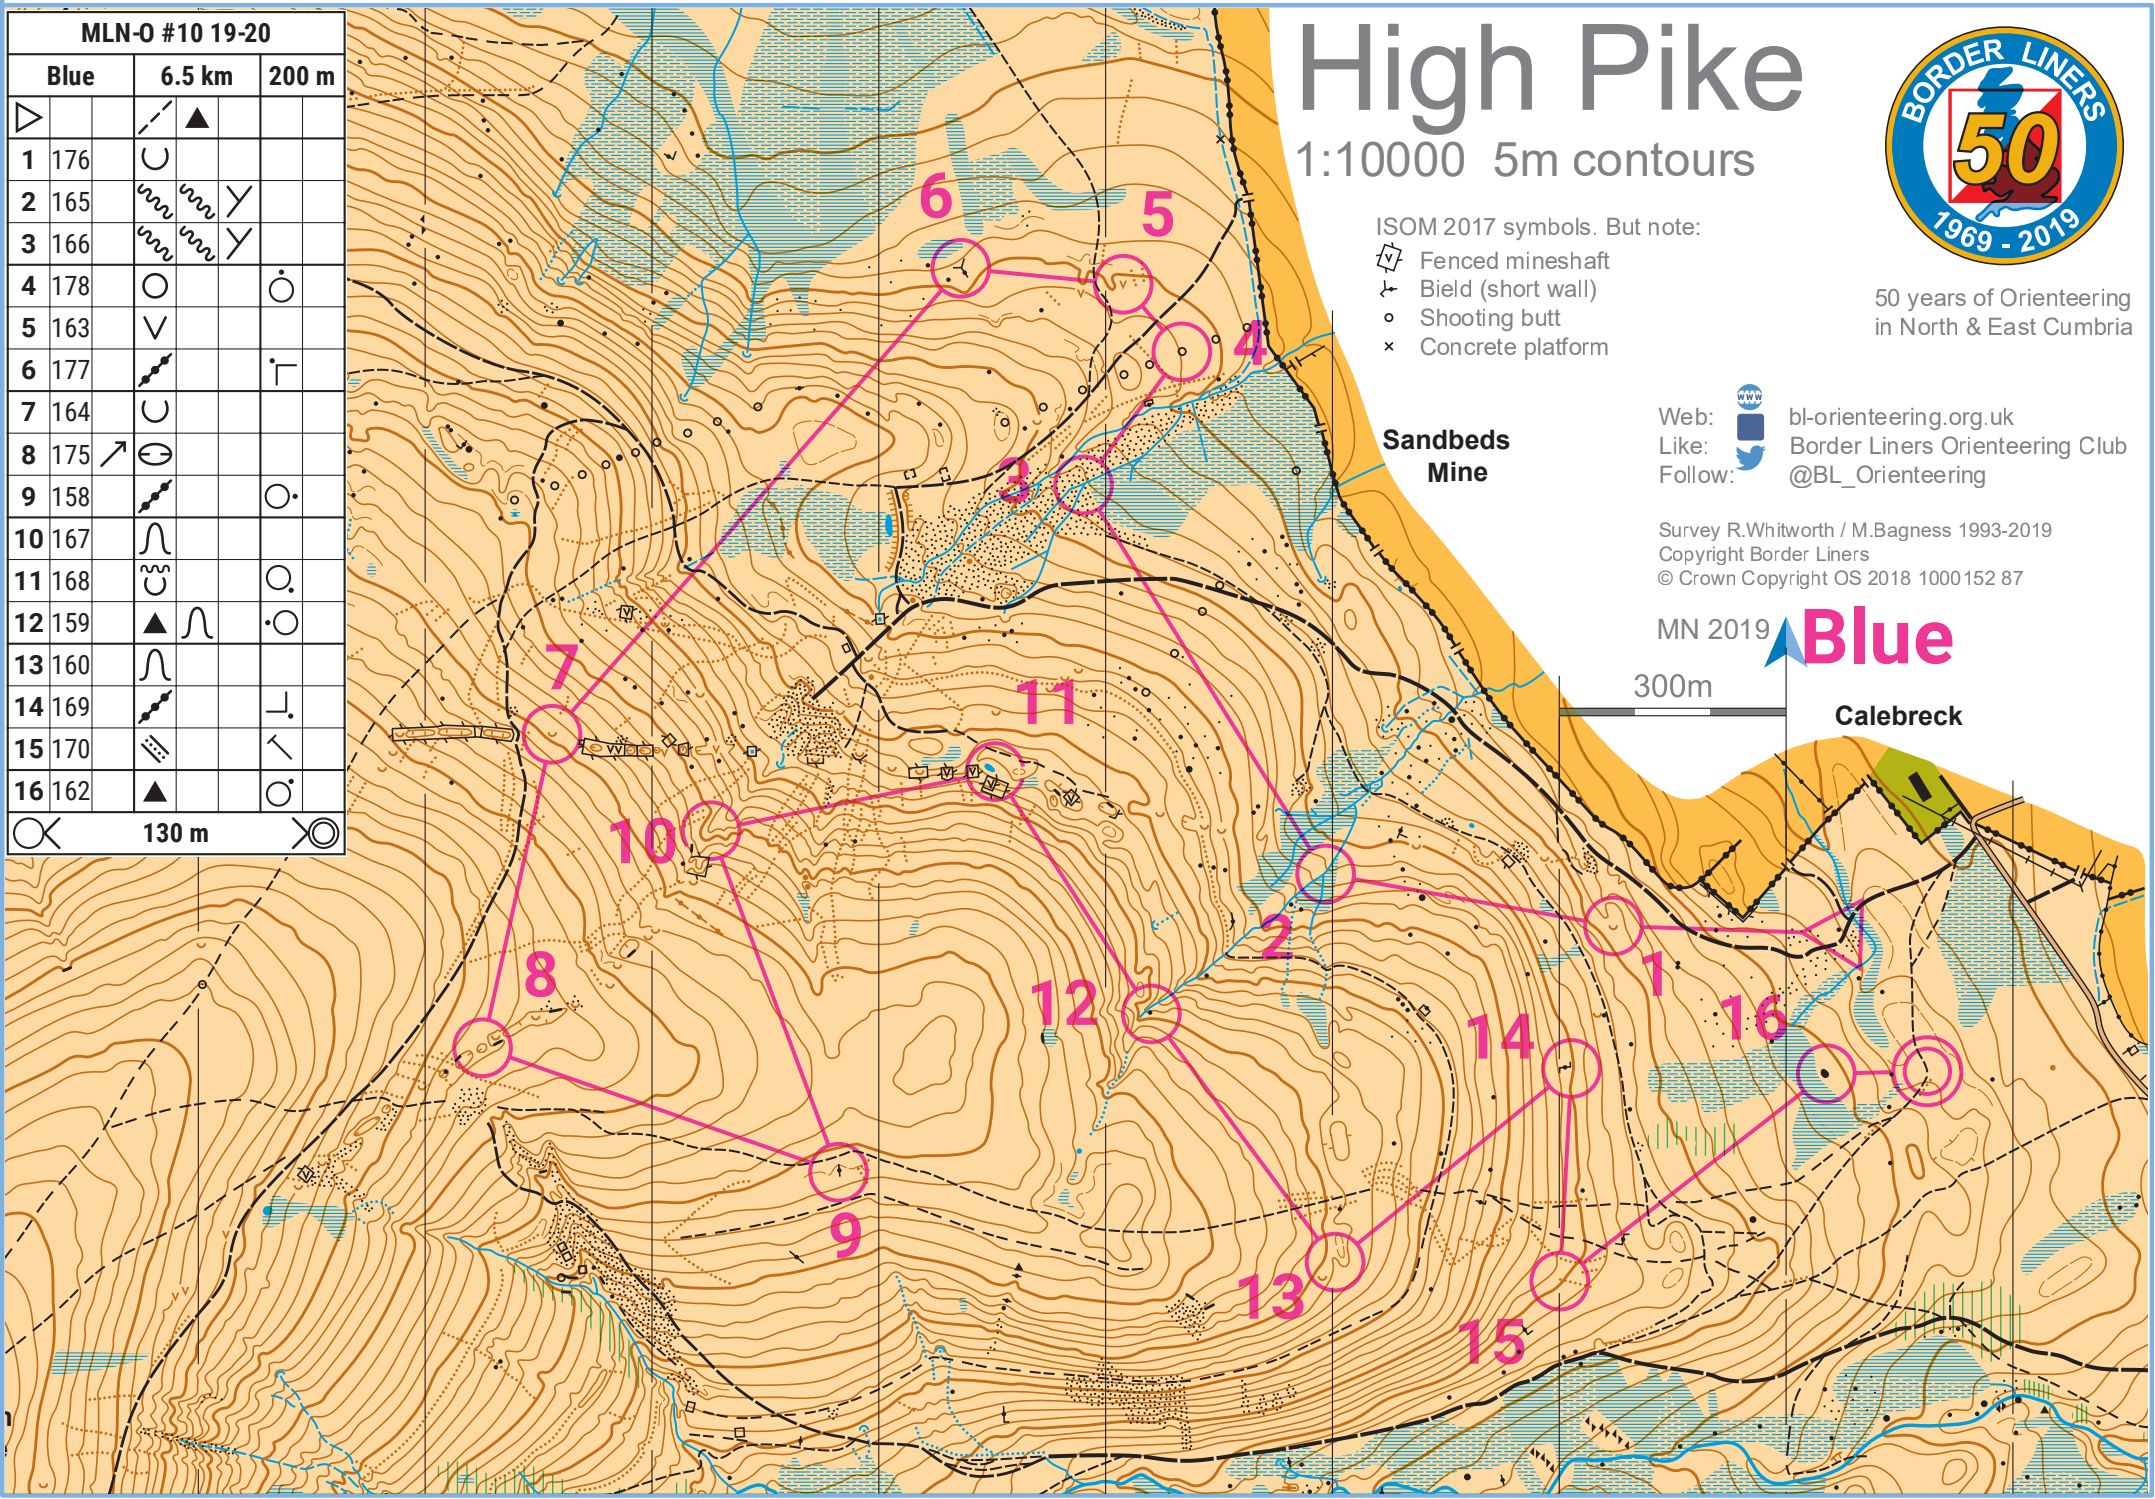 MLN-O #10 19-20
Blue 6.5 km 200 m
1 176
2 165
3 166
4 178
5 163
6 177
7 164
8 175
9 158
10 167
11 168
12 159
13 160
14 169
15 170
16 162
130 m
High Pike
1:10000 5m contours
ISOM 2017 symbols. But note:
Fenced mineshaft
Bield (short wall)
Shooting butt
Concrete platform
BORDER LINERS
50
1969 - 2019
50 years of Orienteering
in North & East Cumbria
www
Web: bl-orienteering.org.uk
Like: Border Liners Orienteering Club
Follow: @BL_Orienteering
Survey R.Whitworth / M.Bagness 1993-2019
Copyright Border Liners
© Crown Copyright OS 2018 1000152 87
MN 2019
Blue
300m
Sandbeds
Mine
Calebreck
6
5
4
3
7
11
10
2
8
12
1
14
16
9
13
15